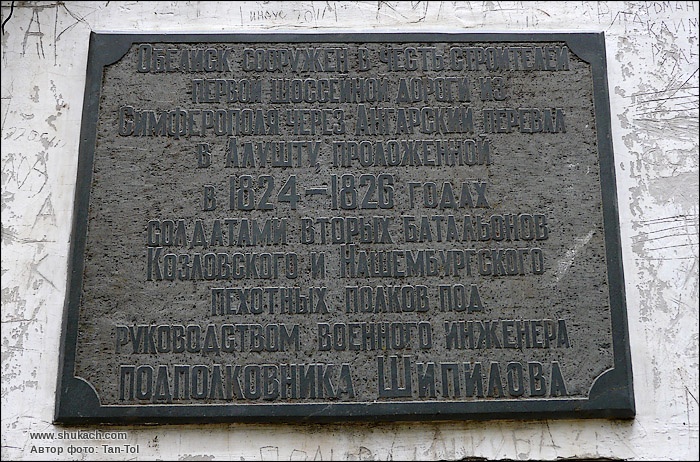 Обелиск сооружен в честь строителей
первой шоссейной дороги из
Симферополя через Ангарский перевал
в Алушту, проложенной
в 1824–1826 годах
солдатами вторых батальонов
Козловского и Нашембургского
пехотных полков под
руководством военного инженера
подполковника Шипилова.
www.shukach.com
Автор фото: Tan-Tol